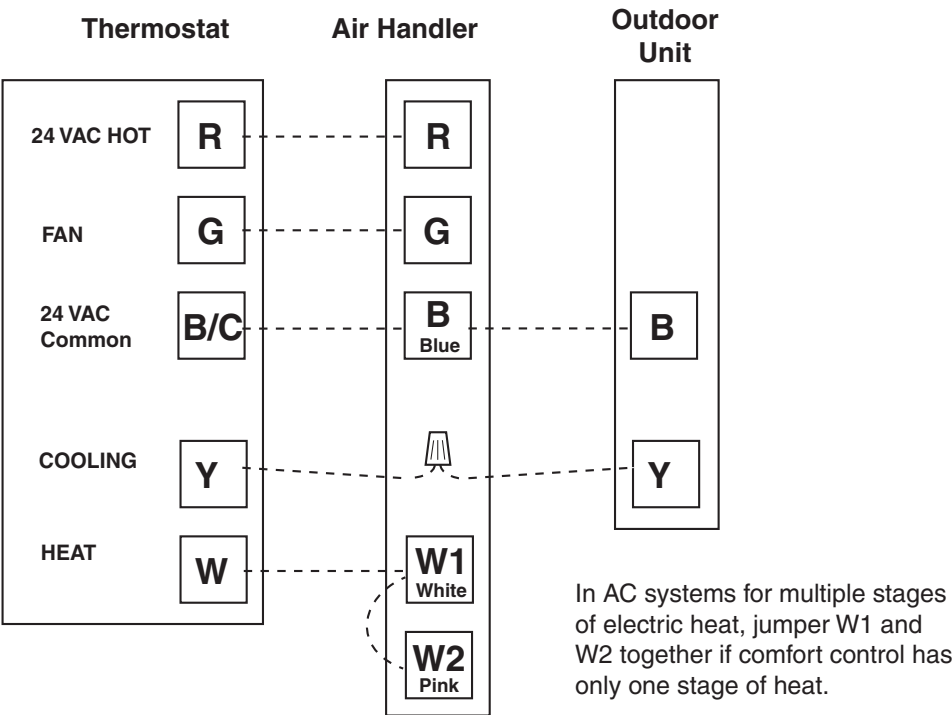 Thermostat
Air Handler
Outdoor
Unit
24 VAC HOT
R
R
FAN
G
G
24 VAC
Common
B/C
B
Blue
B
COOLING
Y
Y
HEAT
W
W1
White
W2
Pink
In AC systems for multiple stages
of electric heat, jumper W1 and
W2 together if comfort control has
only one stage of heat.